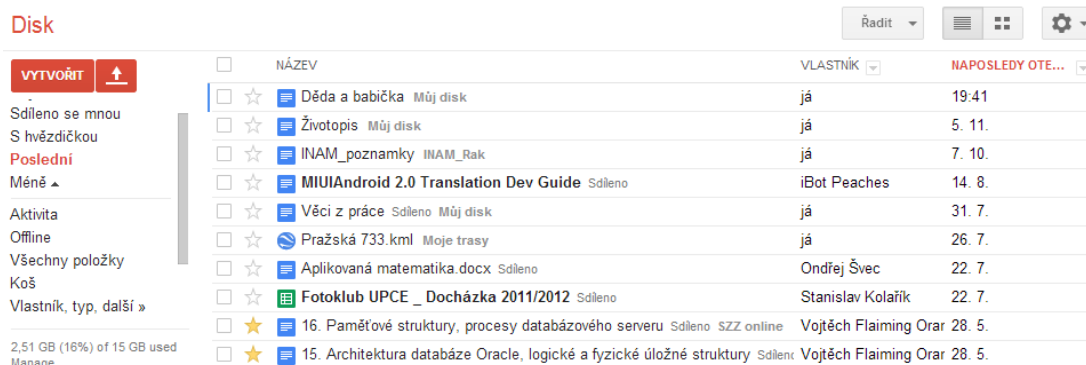 Disk
Řadit
VYTVOŘIT
Sdíleno se mnou
S hvězdičkou
Poslední
Méně
Aktivita
Offline
Všechny položky
Koš
Vlastník, typ, další »
2,51 GB (16%) of 15 GB used
Manage
NÁZEV VLASTNÍK NAPOSLEDY OTE...
Děda a babička Můj disk já 19:41
Životopis Můj disk já 5. 11.
INAM_poznamky INAM_Rak já 7. 10.
MIUIAndroid 2.0 Translation Dev Guide Sdíleno iBot Peaches 14. 8.
Věci z práce Sdíleno Můj disk já 31. 7.
Pražská 733.kml Moje trasy já 26. 7.
Aplikovaná matematika.docx Sdíleno Ondřej Švec 22. 7.
Fotoklub UPCE _ Docházka 2011/2012 Sdíleno Stanislav Kolařík 22. 7.
16. Paměťové struktury, procesy databázového serveru Sdíleno SZZ online Vojtěch Flaiming Orar 28. 5.
15. Architektura databáze Oracle, logické a fyzické úložné struktury Sdílenc Vojtěch Flaiming Orar 28. 5.